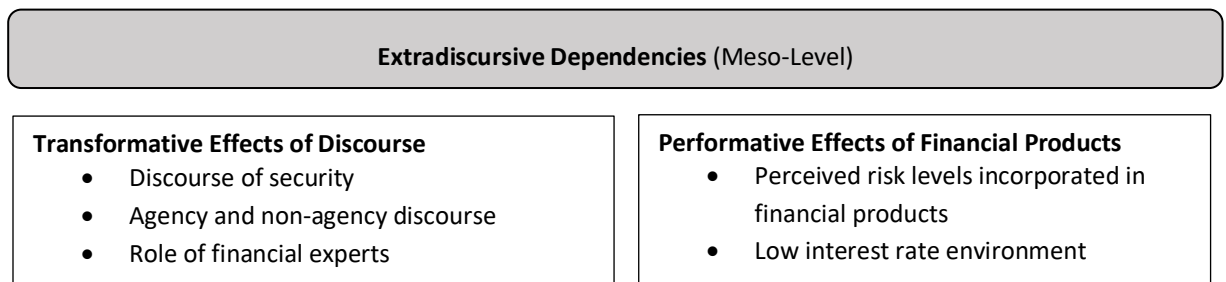 Extradiscursive Dependencies (Meso-Level)
Transformative Effects of Discourse
• Discourse of security
• Agency and non-agency discourse
• Role of financial experts
Performative Effects of Financial Products
• Perceived risk levels incorporated in
financial products
• Low interest rate environment